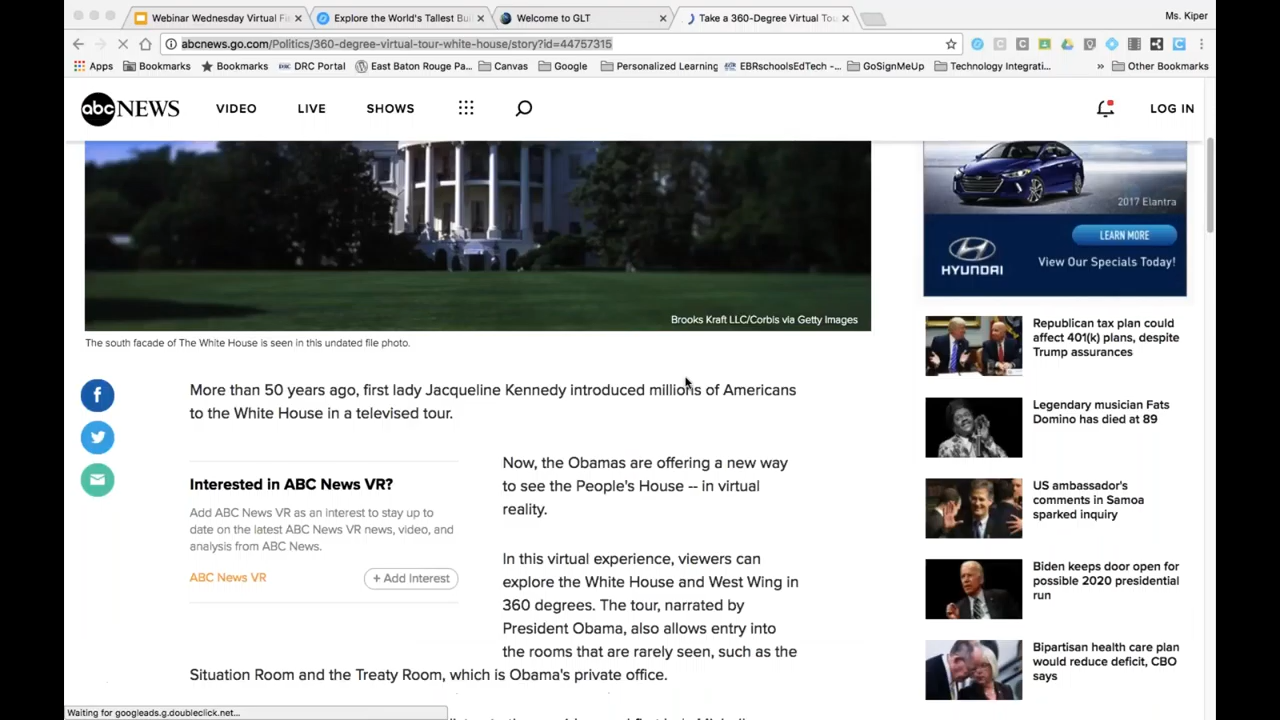 Webinar Wednesday Virtual Fi
Explore the World's Tallest Bui
Welcome to GLT
Take a 360-Degree Virtual Tou
Ms. Kiper
abcnews.go.com/Politics/360-degree-virtual-tour-white-house/story?id=44757315
Apps
Bookmarks
Bookmarks
DRC Portal
East Baton Rouge Pa...
Canvas
Google
Personalized Learning
EBRschoolsEdTech -...
GoSignMeUp
Technology Integrati...
»
Other Bookmarks
abc NEWS
VIDEO
LIVE
SHOWS
LOG IN
2017 Elantra
LEARN MORE
HYUNDAI
View Our Specials Today!
Brooks Kraft LLC/Corbis via Getty Images
The south facade of The White House is seen in this undated file photo.
More than 50 years ago, first lady Jacqueline Kennedy introduced millions of Americans
to the White House in a televised tour.
Interested in ABC News VR?
Add ABC News VR as an interest to stay up to
date on the latest ABC News VR news, video, and
analysis from ABC News.
ABC News VR
+ Add Interest
Now, the Obamas are offering a new way
to see the People's House -- in virtual
reality.
In this virtual experience, viewers can
explore the White House and West Wing in
360 degrees. The tour, narrated by
President Obama, also allows entry into
the rooms that are rarely seen, such as the
Situation Room and the Treaty Room, which is Obama's private office.
Republican tax plan could
affect 401(k) plans, despite
Trump assurances
Legendary musician Fats
Domino has died at 89
US ambassador's
comments in Samoa
sparked inquiry
Biden keeps door open for
possible 2020 presidential
run
Bipartisan health care plan
would reduce deficit, CBO
says
Waiting for googleads.g.doubleclick.net...